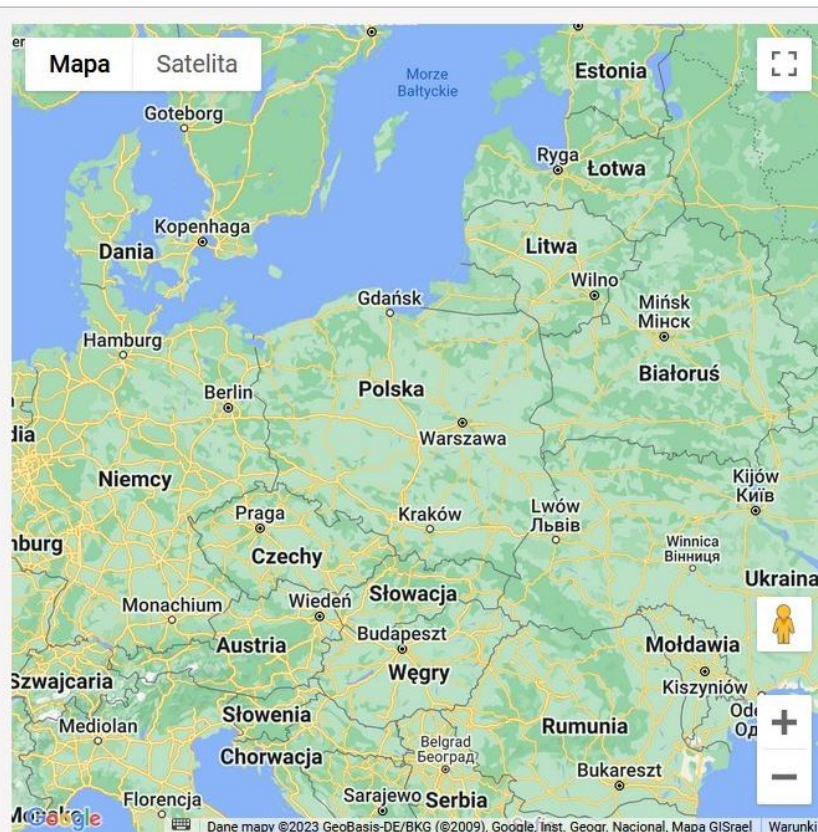 Mapa
Satelita
Morze
Bałtyckie
Estonia
Goteborg
Ryga
Łotwa
Kopenhaga
Dania
Litwa
Wilno
Gdańsk
Mińsk
Мінск
Hamburg
Białoruś
Berlin
Polska
Warszawa
Niemcy
Kijów
Київ
Praga
Kraków
Lwów
Львів
Winnica
Вінниця
nburg
Czechy
Ukraina
Słowacja
Monachium
Wiedeń
Austria
Budapeszt
Mołdawia
Szwajcaria
Węgry
Kiszyniów
Słowenia
Mediolan
Rumunia
Chorwacja
Belgrad
Београд
Bukareszt
Florencja
Sarajewo
Serbia
Google
Dane mapy ©2023 GeoBasis-DE/BKG (©2009), Google, Inst. Geogr. Nacional, Mapa GISrael
Warunki